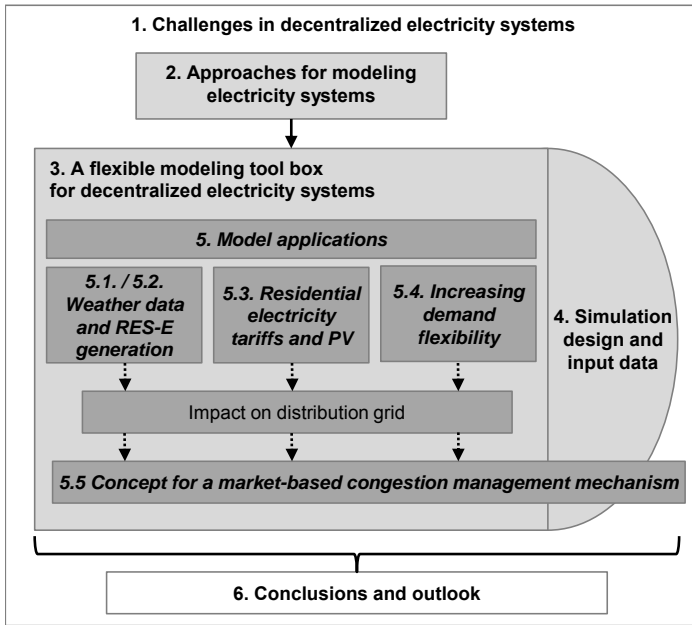 1. Challenges in decentralized electricity systems
2. Approaches for modeling
electricity systems
3. A flexible modeling tool box
for decentralized electricity systems
5. Model applications
5.1. / 5.2.
Weather data
and RES-E
generation
5.3. Residential
electricity
tariffs and PV
5.4. Increasing
demand
flexibility
4. Simulation
design and
input data
Impact on distribution grid
5.5 Concept for a market-based congestion management mechanism
6. Conclusions and outlook